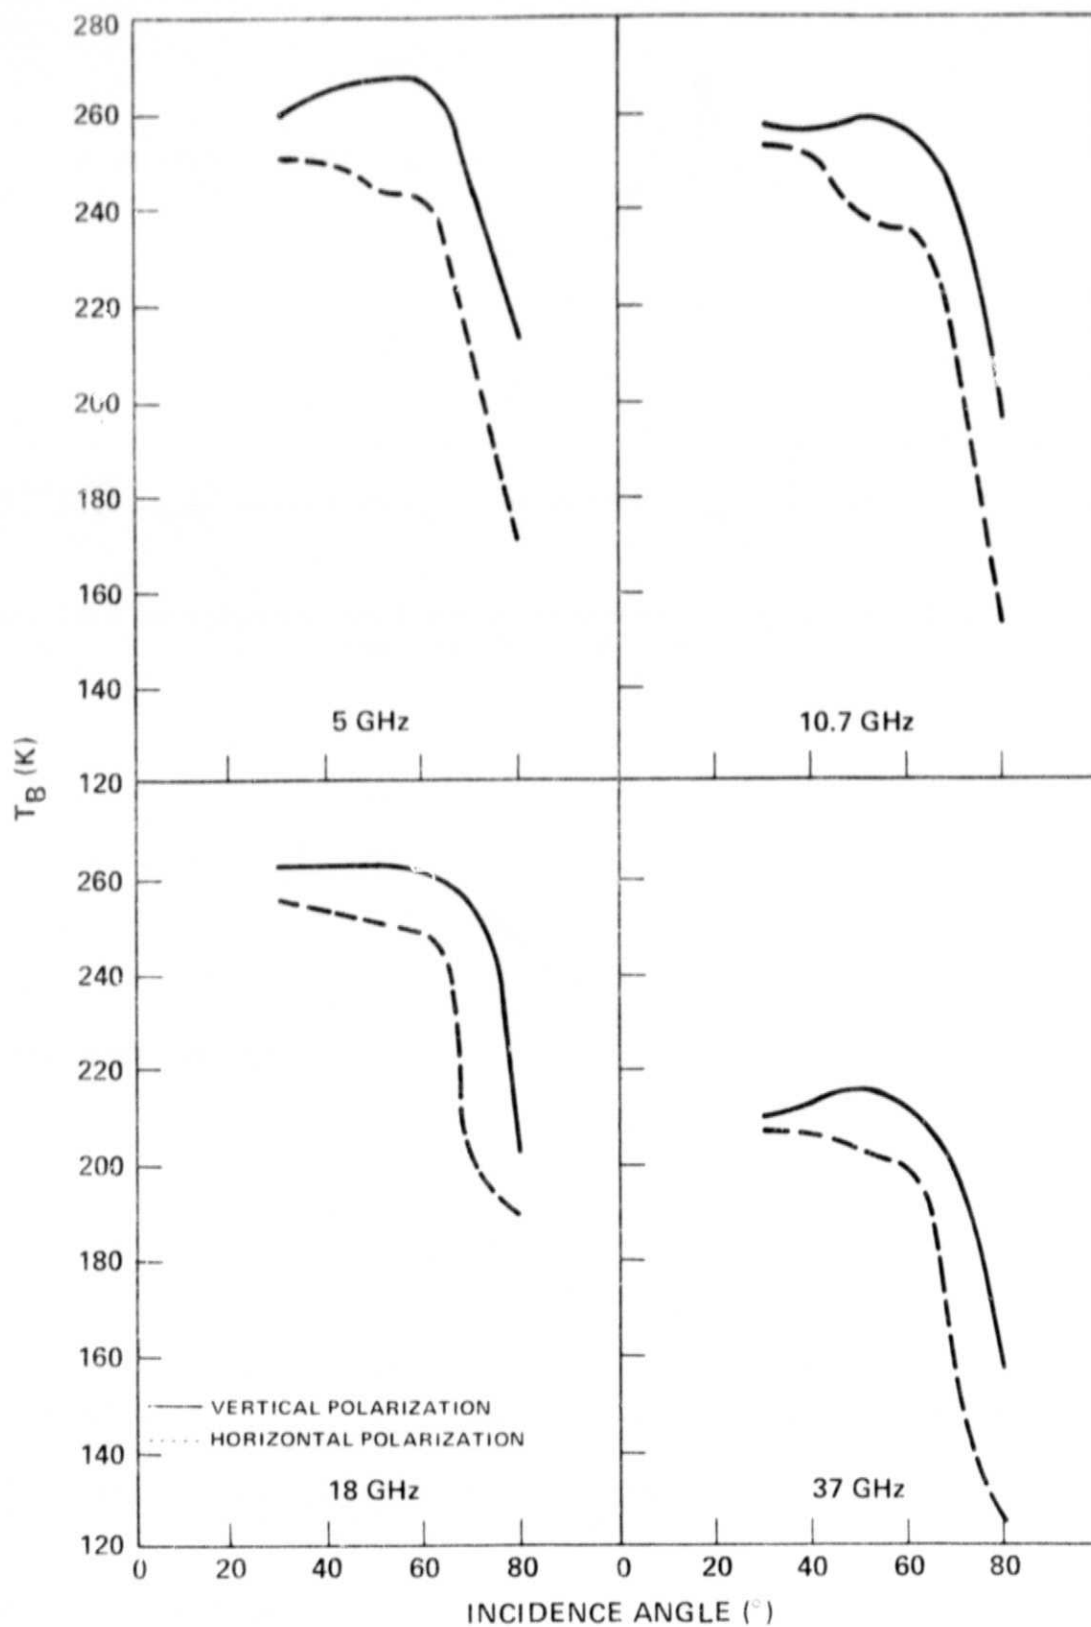 280
260
240
220
200
180
160
140
120
5 GHz
10.7 GHz
T_B (K)
260
240
220
200
180
160
140
120
VERTICAL POLARIZATION
HORIZONTAL POLARIZATION
18 GHz
37 GHz
0 20 40 60 80 0 20 40 60 80
INCIDENCE ANGLE (°)